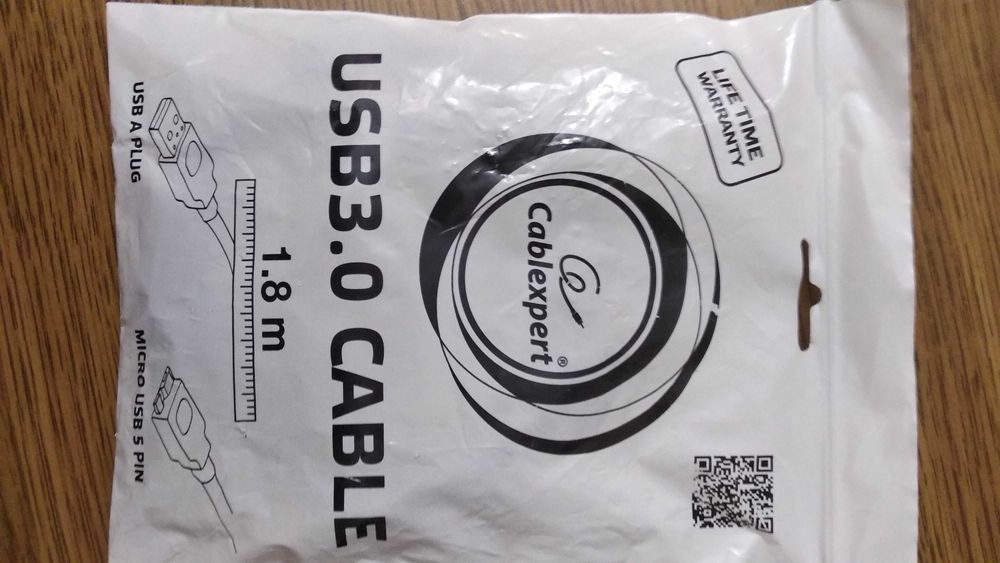 LIFE TIME
WARRANTY
Cablexpert®
USB3.0 CABLE
1.8 m
USB A PLUG
MICRO USB 5 PIN